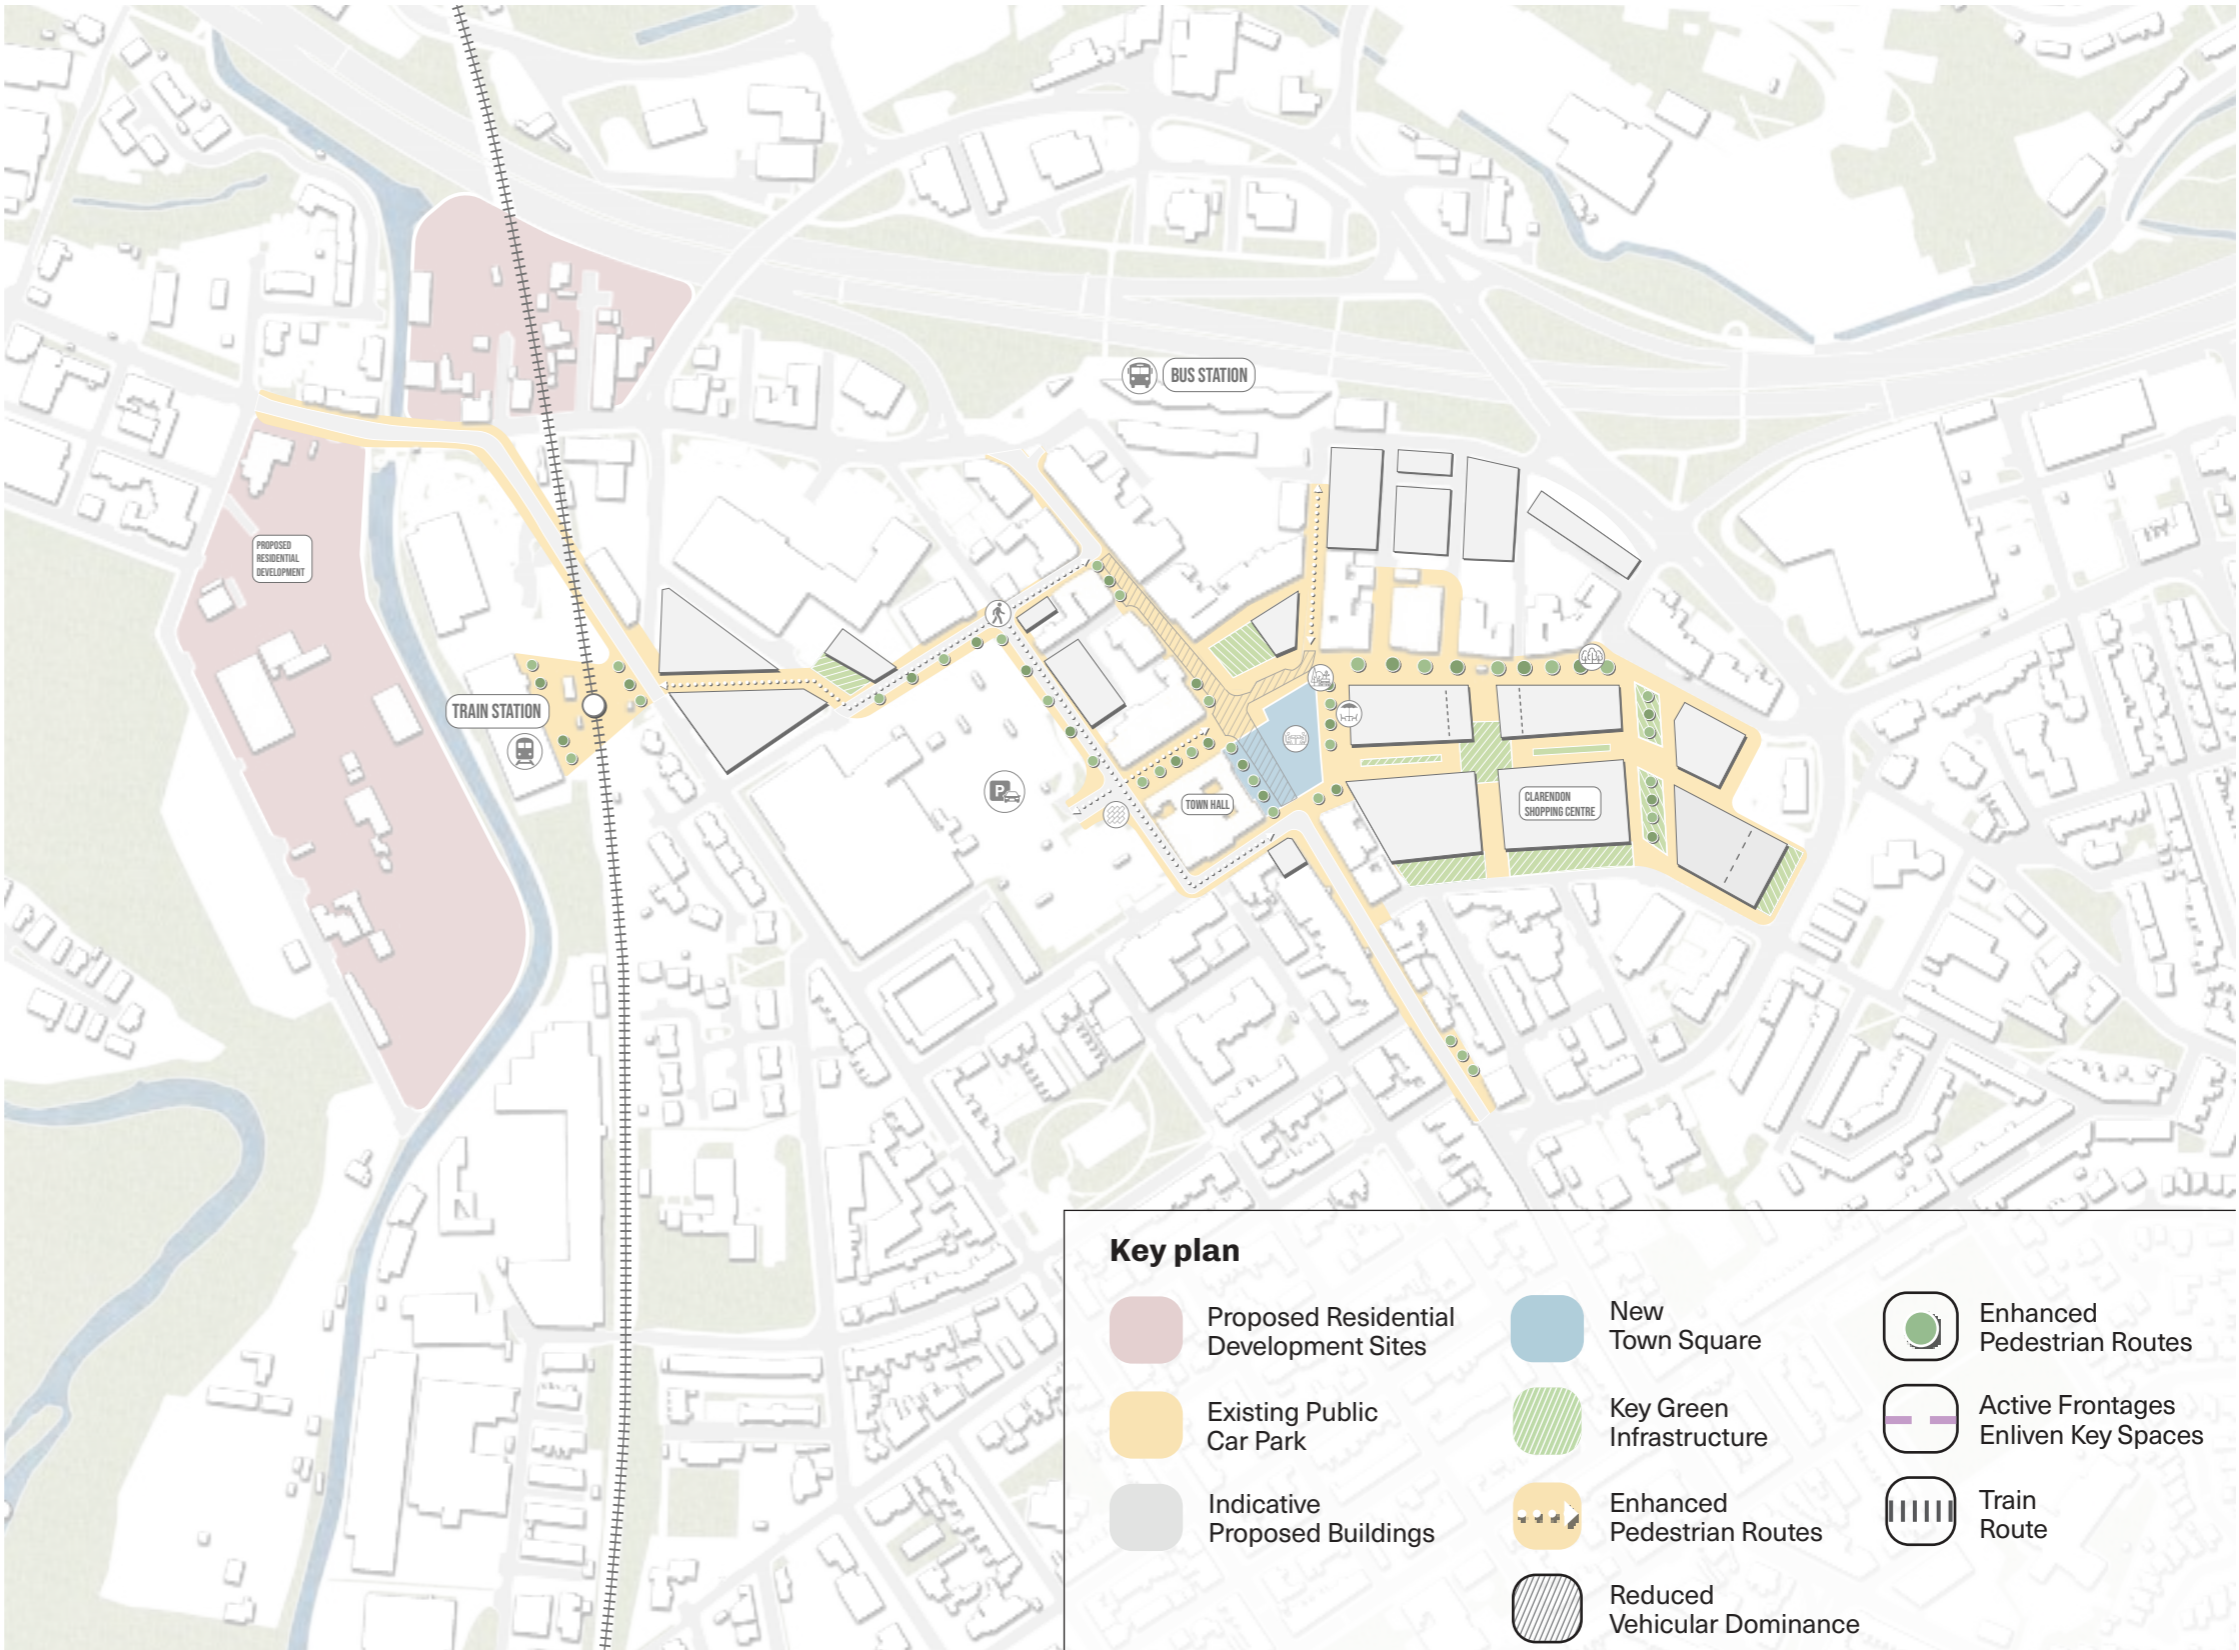 BUS STATION
PROPOSED
RESIDENTIAL
DEVELOPMENT
TRAIN STATION
P
TOWN HALL
CLARENDON
SHOPPING CENTRE
Key plan
Proposed Residential
Development Sites
Existing Public
Car Park
Indicative
Proposed Buildings
New
Town Square
Key Green
Infrastructure
Enhanced
Pedestrian Routes
Reduced
Vehicular Dominance
Enhanced
Pedestrian Routes
Active Frontages
Enliven Key Spaces
Train
Route